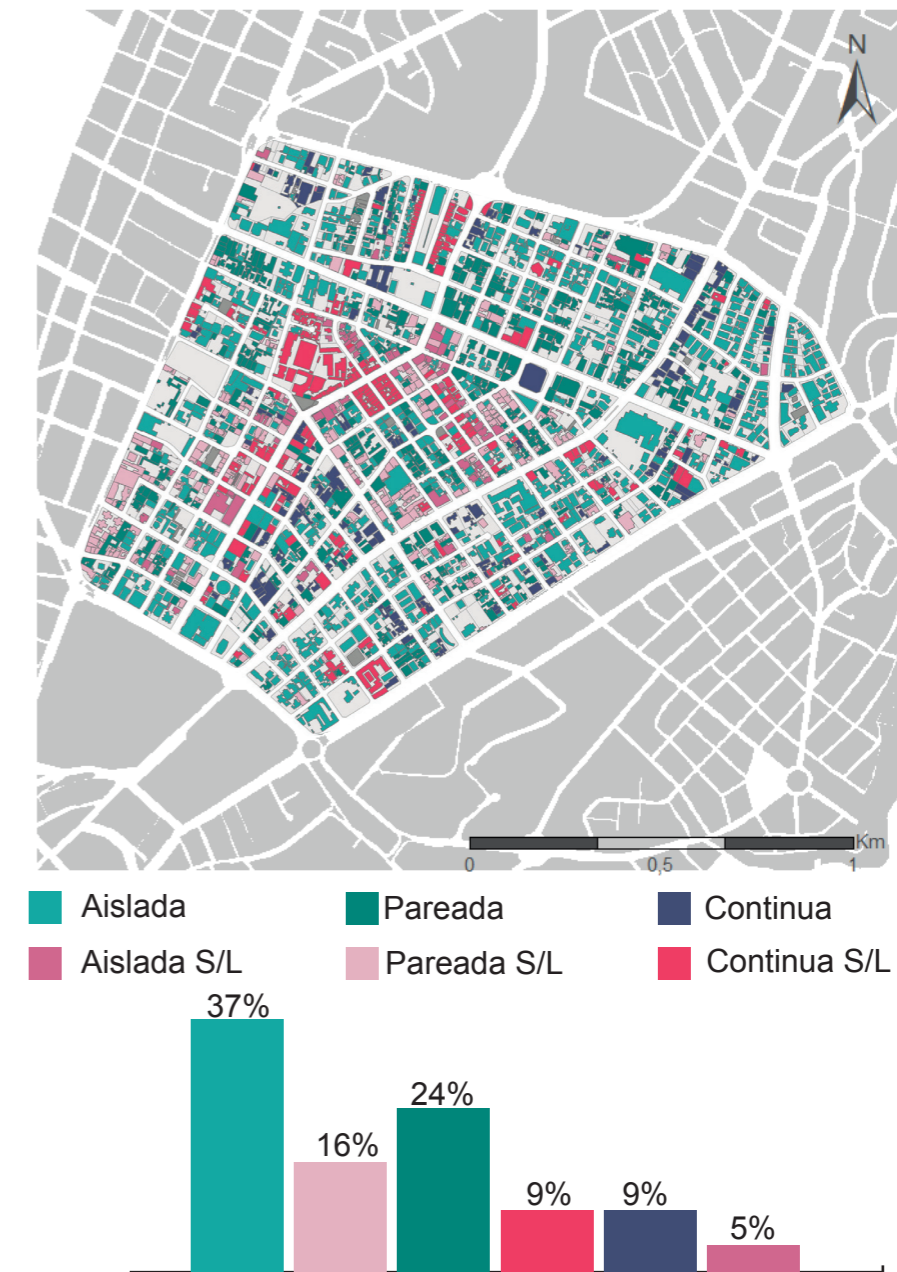 N
Km
0 0,5 1
Aislada Pareada Continua
Aislada S/L Pareada S/L Continua S/L
37%
24%
16%
9% 9%
5%